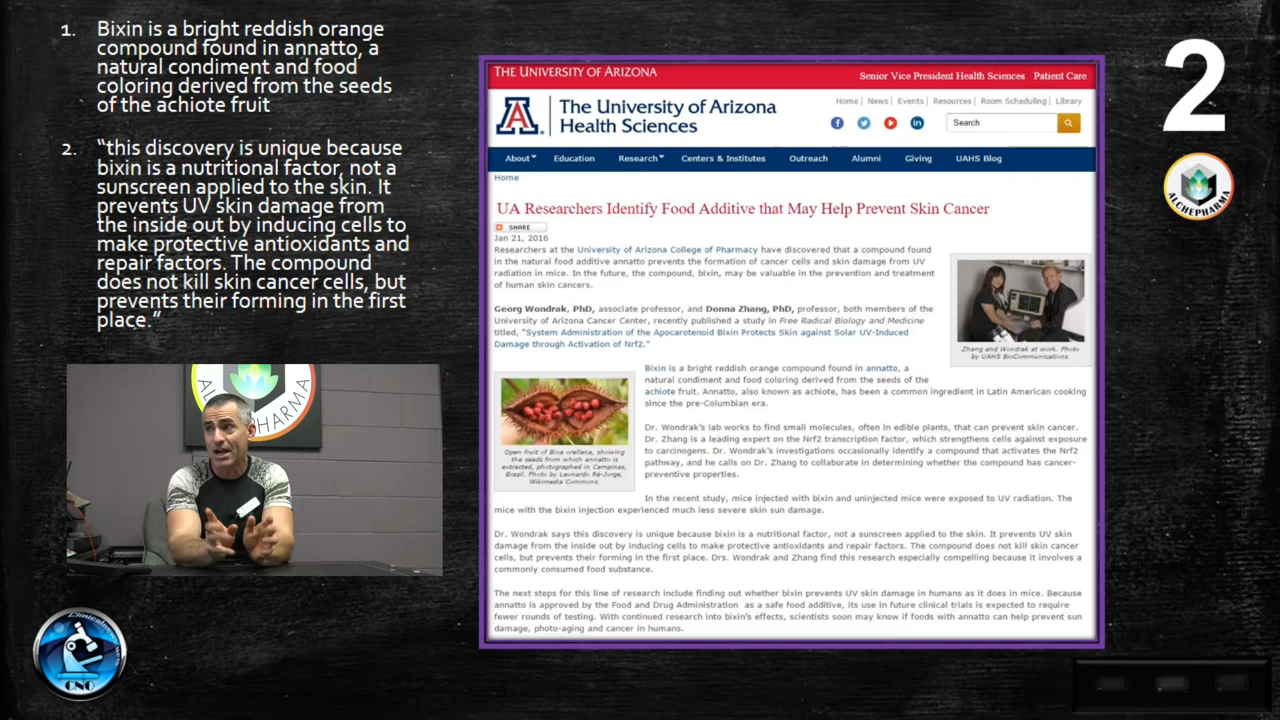 1. Bixin is a bright reddish orange
compound found in annatto, a
natural condiment and food
coloring derived from the seeds
of the achiote fruit
2. “this discovery is unique because
bixin is a nutritional factor, not a
sunscreen applied to the skin. It
prevents UV skin damage from
the inside out by inducing cells to
make protective antioxidants and
repair factors. The compound
does not kill skin cancer cells, but
prevents their forming in the first
place.”
ALCHEPHARMA
CNO
THE UNIVERSITY OF ARIZONA
Senior Vice President Health Sciences Patient Care
Home | News | Events | Resources | Room Scheduling | Library
A
The University of Arizona
Health Sciences
Search
About Education Research Centers & Institutes Outreach Alumni Giving UAHS Blog
Home
UA Researchers Identify Food Additive that May Help Prevent Skin Cancer
SHARE
Jan 21, 2016
Researchers at the University of Arizona College of Pharmacy have discovered that a compound found
in the natural food additive annatto prevents the formation of cancer cells and skin damage from UV
radiation in mice. In the future, the compound, bixin, may be valuable in the prevention and treatment
of human skin cancers.
Georg Wondrak, PhD, associate professor, and Donna Zhang, PhD, professor, both members of the
University of Arizona Cancer Center, recently published a study in Free Radical Biology and Medicine
titled, "System Administration of the Apocarotenoid Bixin Protects Skin against Solar UV-Induced
Damage through Activation of Nrf2."
Zhang and Wondrak at work. Photo
by UAHS BioCommunications.
Bixin is a bright reddish orange compound found in annatto, a
natural condiment and food coloring derived from the seeds of the
achiote fruit. Annatto, also known as achiote, has been a common ingredient in Latin American cooking
since the pre-Columbian era.
Open fruit of Bixa orellana, showing
the seeds from which annatto is
extracted, photographed in Campinas,
Brazil. Photo by Leonardo Ré-Jorge,
Wikimedia Commons.
Dr. Wondrak's lab works to find small molecules, often in edible plants, that can prevent skin cancer.
Dr. Zhang is a leading expert on the Nrf2 transcription factor, which strengthens cells against exposure
to carcinogens. Dr. Wondrak's investigations occasionally identify a compound that activates the Nrf2
pathway, and he calls on Dr. Zhang to collaborate in determining whether the compound has cancer-
preventive properties.
In the recent study, mice injected with bixin and uninjected mice were exposed to UV radiation. The
mice with the bixin injection experienced much less severe skin sun damage.
Dr. Wondrak says this discovery is unique because bixin is a nutritional factor, not a sunscreen applied to the skin. It prevents UV skin
damage from the inside out by inducing cells to make protective antioxidants and repair factors. The compound does not kill skin cancer
cells, but prevents their forming in the first place. Drs. Wondrak and Zhang find this research especially compelling because it involves a
commonly consumed food substance.
The next steps for this line of research include finding out whether bixin prevents UV skin damage in humans as it does in mice. Because
annatto is approved by the Food and Drug Administration as a safe food additive, its use in future clinical trials is expected to require
fewer rounds of testing. With continued research into bixin's effects, scientists soon may know if foods with annatto can help prevent sun
damage, photo-aging and cancer in humans.
2
ALCHEPHARMA